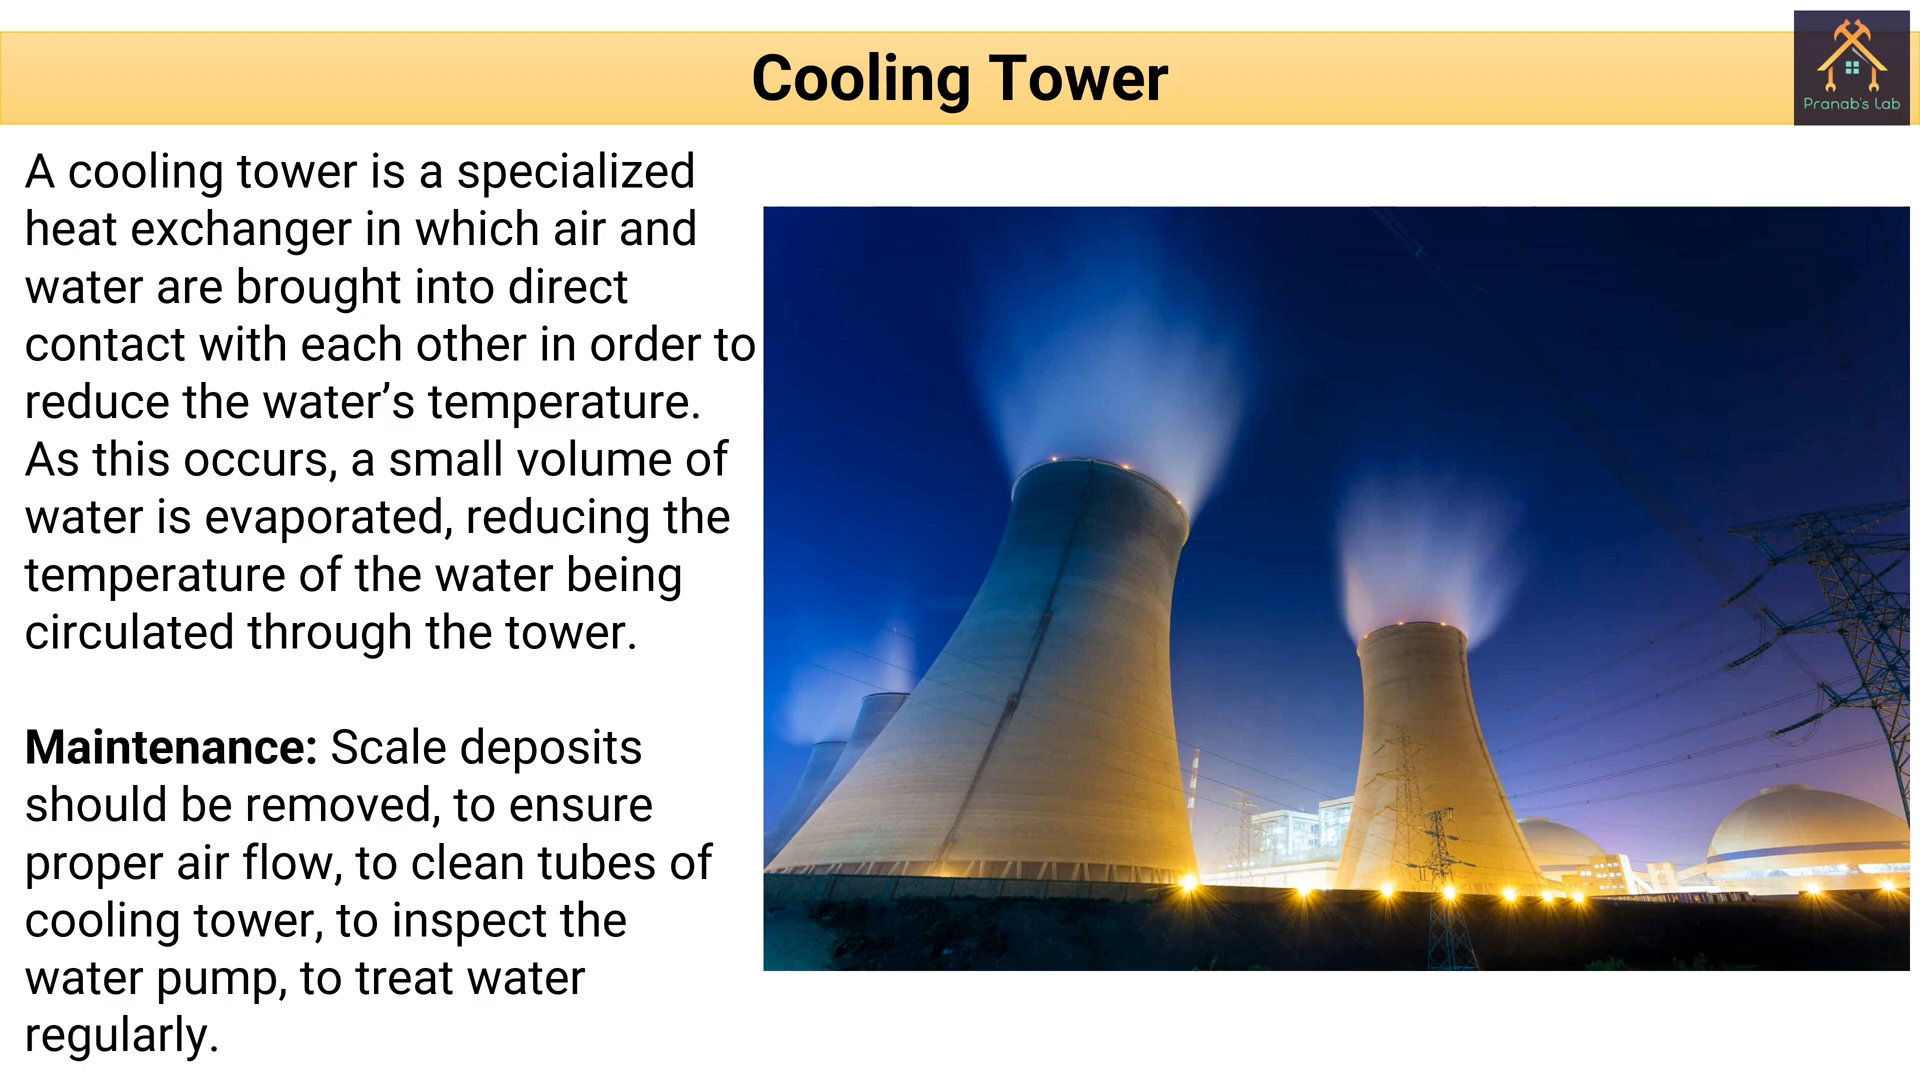 Cooling Tower
Pranab's Lab
A cooling tower is a specialized
heat exchanger in which air and
water are brought into direct
contact with each other in order to
reduce the water’s temperature.
As this occurs, a small volume of
water is evaporated, reducing the
temperature of the water being
circulated through the tower.
Maintenance: Scale deposits
should be removed, to ensure
proper air flow, to clean tubes of
cooling tower, to inspect the
water pump, to treat water
regularly.